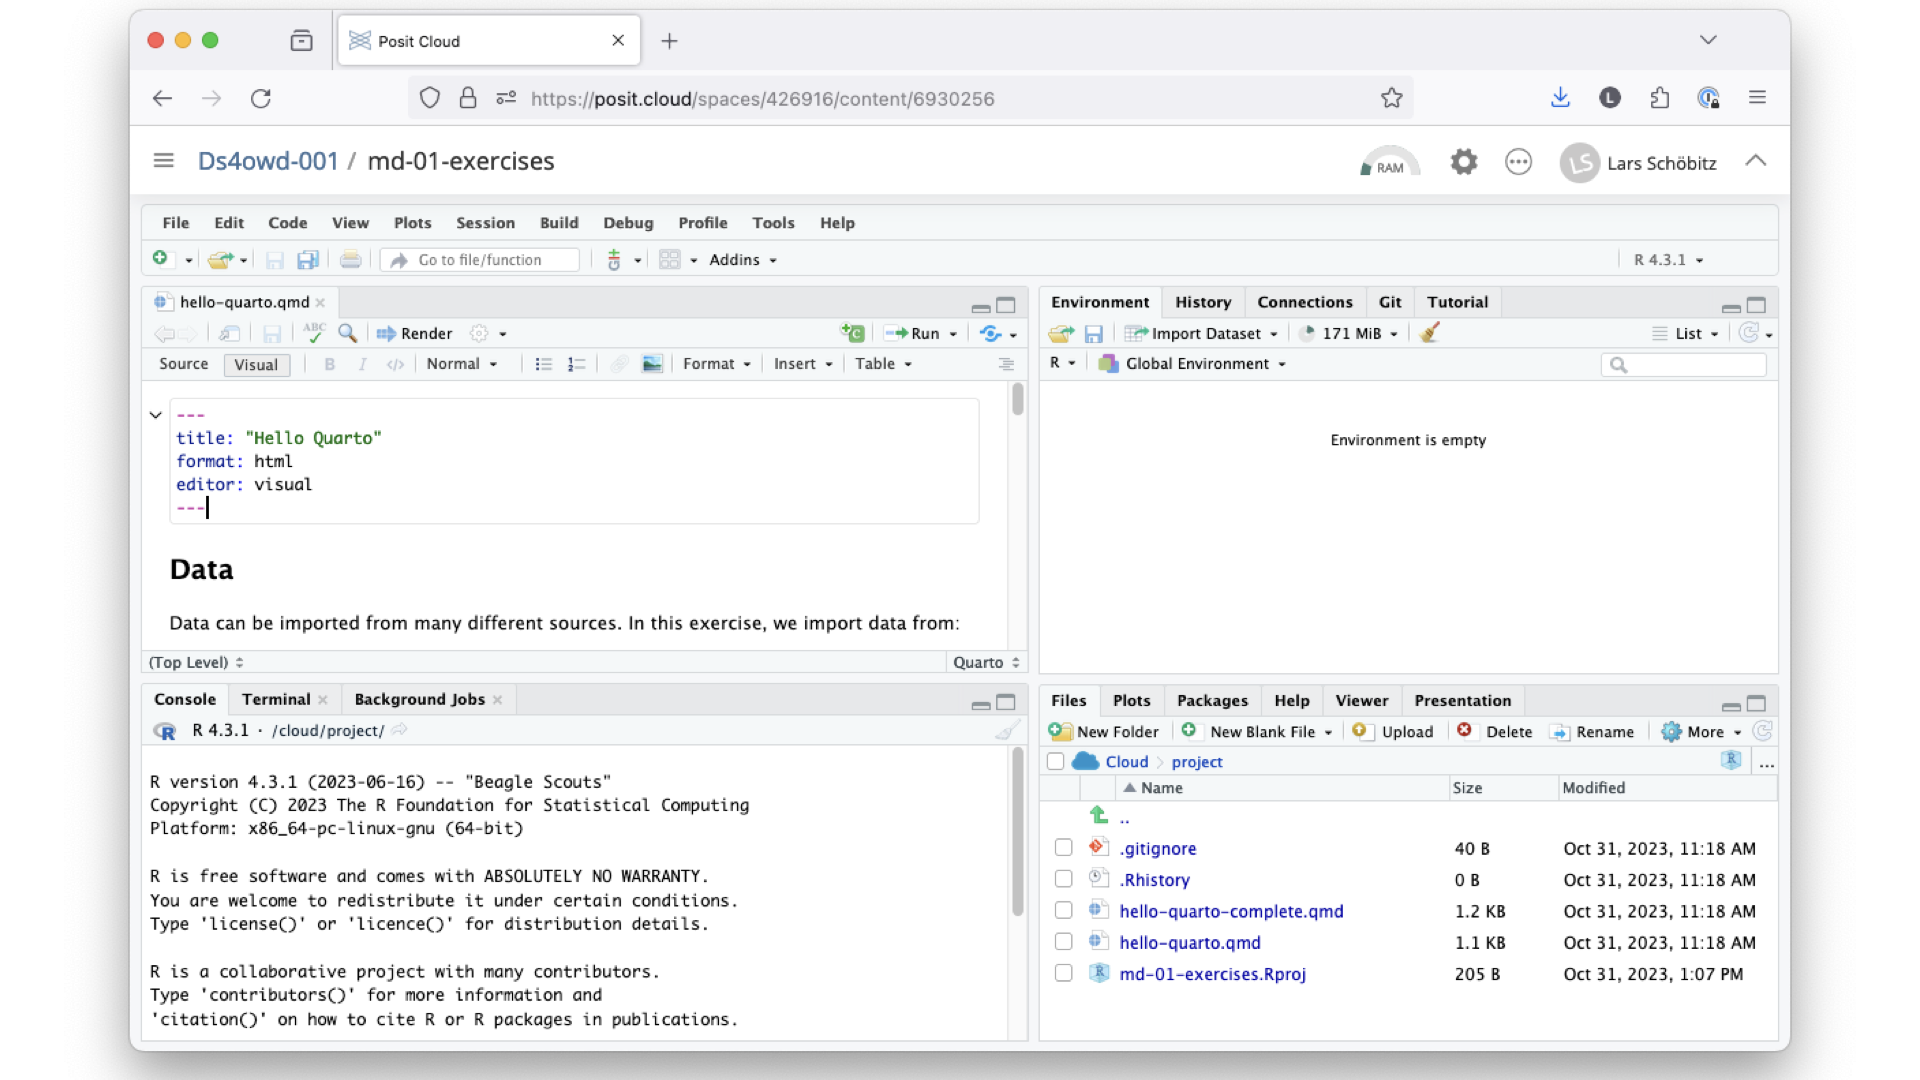 Posit Cloud
https://posit.cloud/spaces/426916/content/6930256
L
Ds4owd-001 / md-01-exercises
RAM
LS Lars Schöbitz
File Edit Code View Plots Session Build Debug Profile Tools Help
Go to file/function
Addins
R 4.3.1
hello-quarto.qmd
ABC
Render
Run
Source Visual B I </> Normal Format Insert Table
---
title: "Hello Quarto"
format: html
editor: visual
---
Data
Data can be imported from many different sources. In this exercise, we import data from:
(Top Level)
Quarto
Environment History Connections Git Tutorial
Import Dataset 171 MiB List
R Global Environment
Environment is empty
Console Terminal Background Jobs
R 4.3.1 · /cloud/project/
R version 4.3.1 (2023-06-16) -- "Beagle Scouts"
Copyright (C) 2023 The R Foundation for Statistical Computing
Platform: x86_64-pc-linux-gnu (64-bit)
R is free software and comes with ABSOLUTELY NO WARRANTY.
You are welcome to redistribute it under certain conditions.
Type 'license()' or 'licence()' for distribution details.
R is a collaborative project with many contributors.
Type 'contributors()' for more information and
'citation()' on how to cite R or R packages in publications.
Files Plots Packages Help Viewer Presentation
New Folder New Blank File Upload Delete Rename More
Cloud project ...
Name Size Modified
..
.gitignore 40 B Oct 31, 2023, 11:18 AM
.Rhistory 0 B Oct 31, 2023, 11:18 AM
hello-quarto-complete.qmd 1.2 KB Oct 31, 2023, 11:18 AM
hello-quarto.qmd 1.1 KB Oct 31, 2023, 11:18 AM
md-01-exercises.Rproj 205 B Oct 31, 2023, 1:07 PM